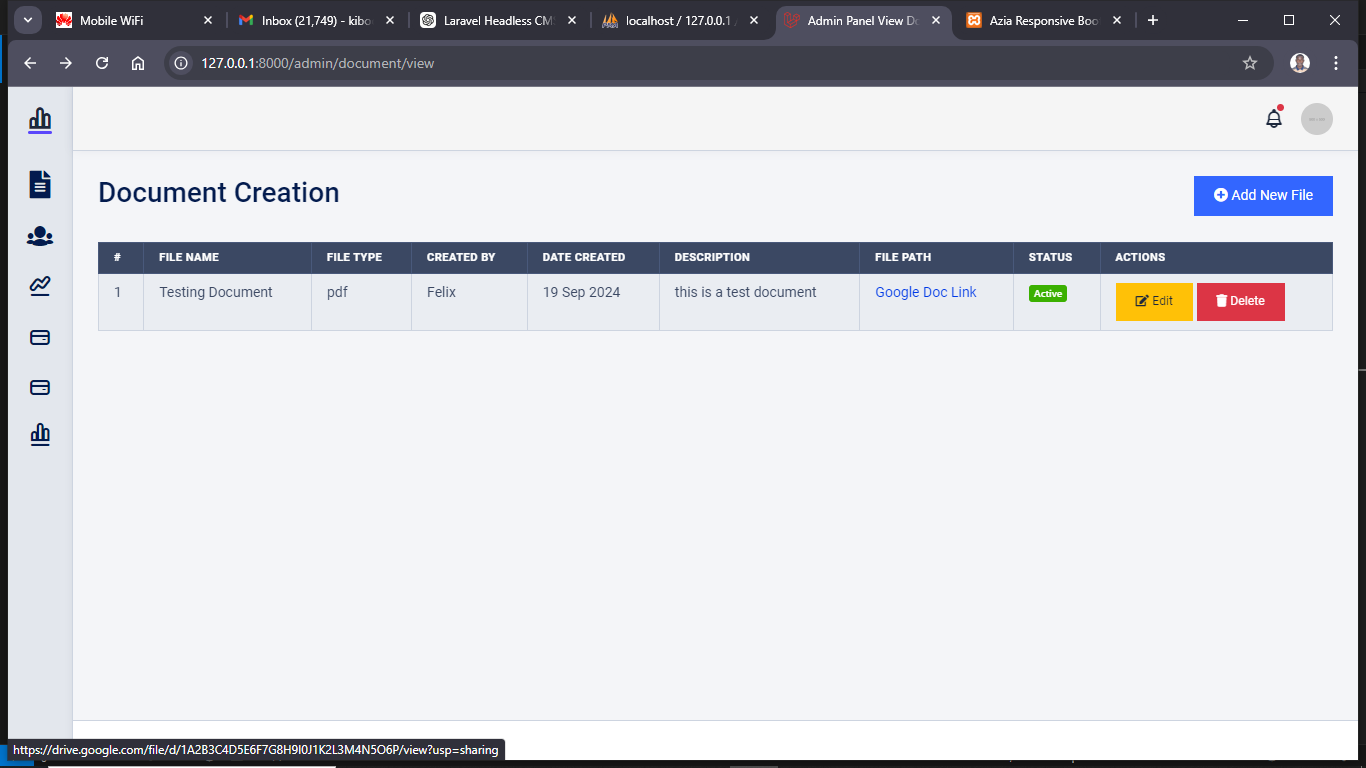 Mobile WiFi
Inbox (21,749) - kibo
Laravel Headless CM
localhost / 127.0.0.1 /
Admin Panel View Do
Azia Responsive Boo
127.0.0.1:8000/admin/document/view
Document Creation
Add New File
# FILE NAME FILE TYPE CREATED BY DATE CREATED DESCRIPTION FILE PATH STATUS ACTIONS
1 Testing Document pdf Felix 19 Sep 2024 this is a test document Google Doc Link Active Edit Delete
https://drive.google.com/file/d/1A2B3C4D5E6F7G8H9I0J1K2L3M4N5O6P/view?usp=sharing